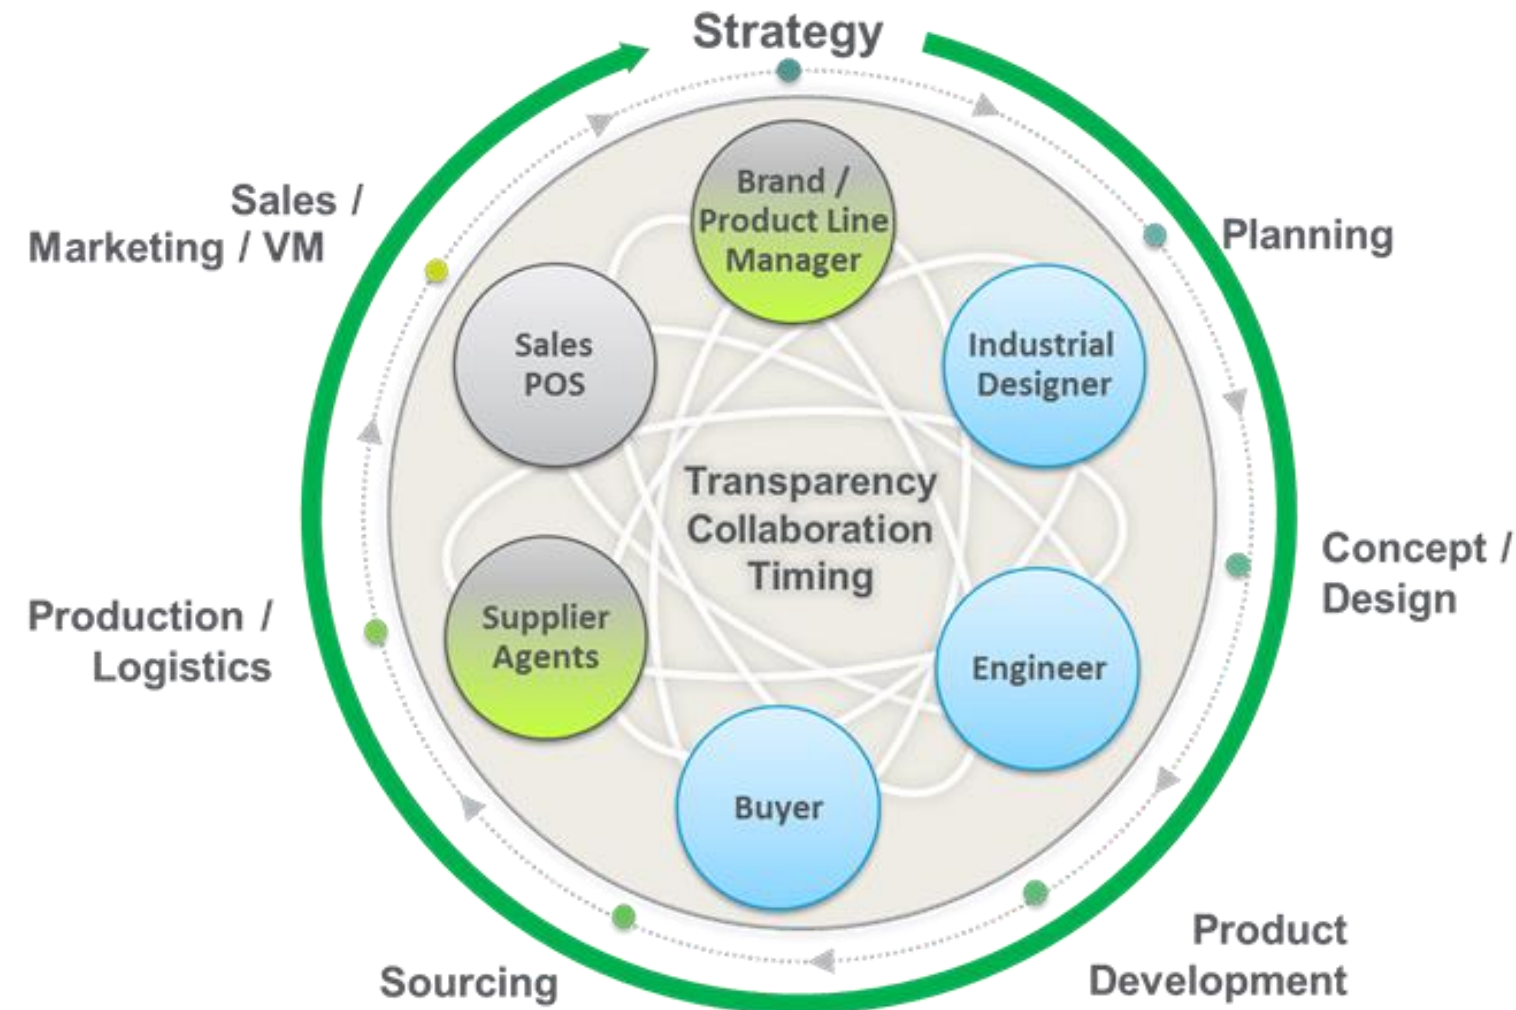 Strategy
Brand /
Product Line
Manager
Sales /
Marketing / VM
Planning
Sales
POS
Industrial
Designer
Transparency
Collaboration
Timing
Concept /
Design
Production /
Logistics
Supplier
Agents
Engineer
Buyer
Product
Development
Sourcing